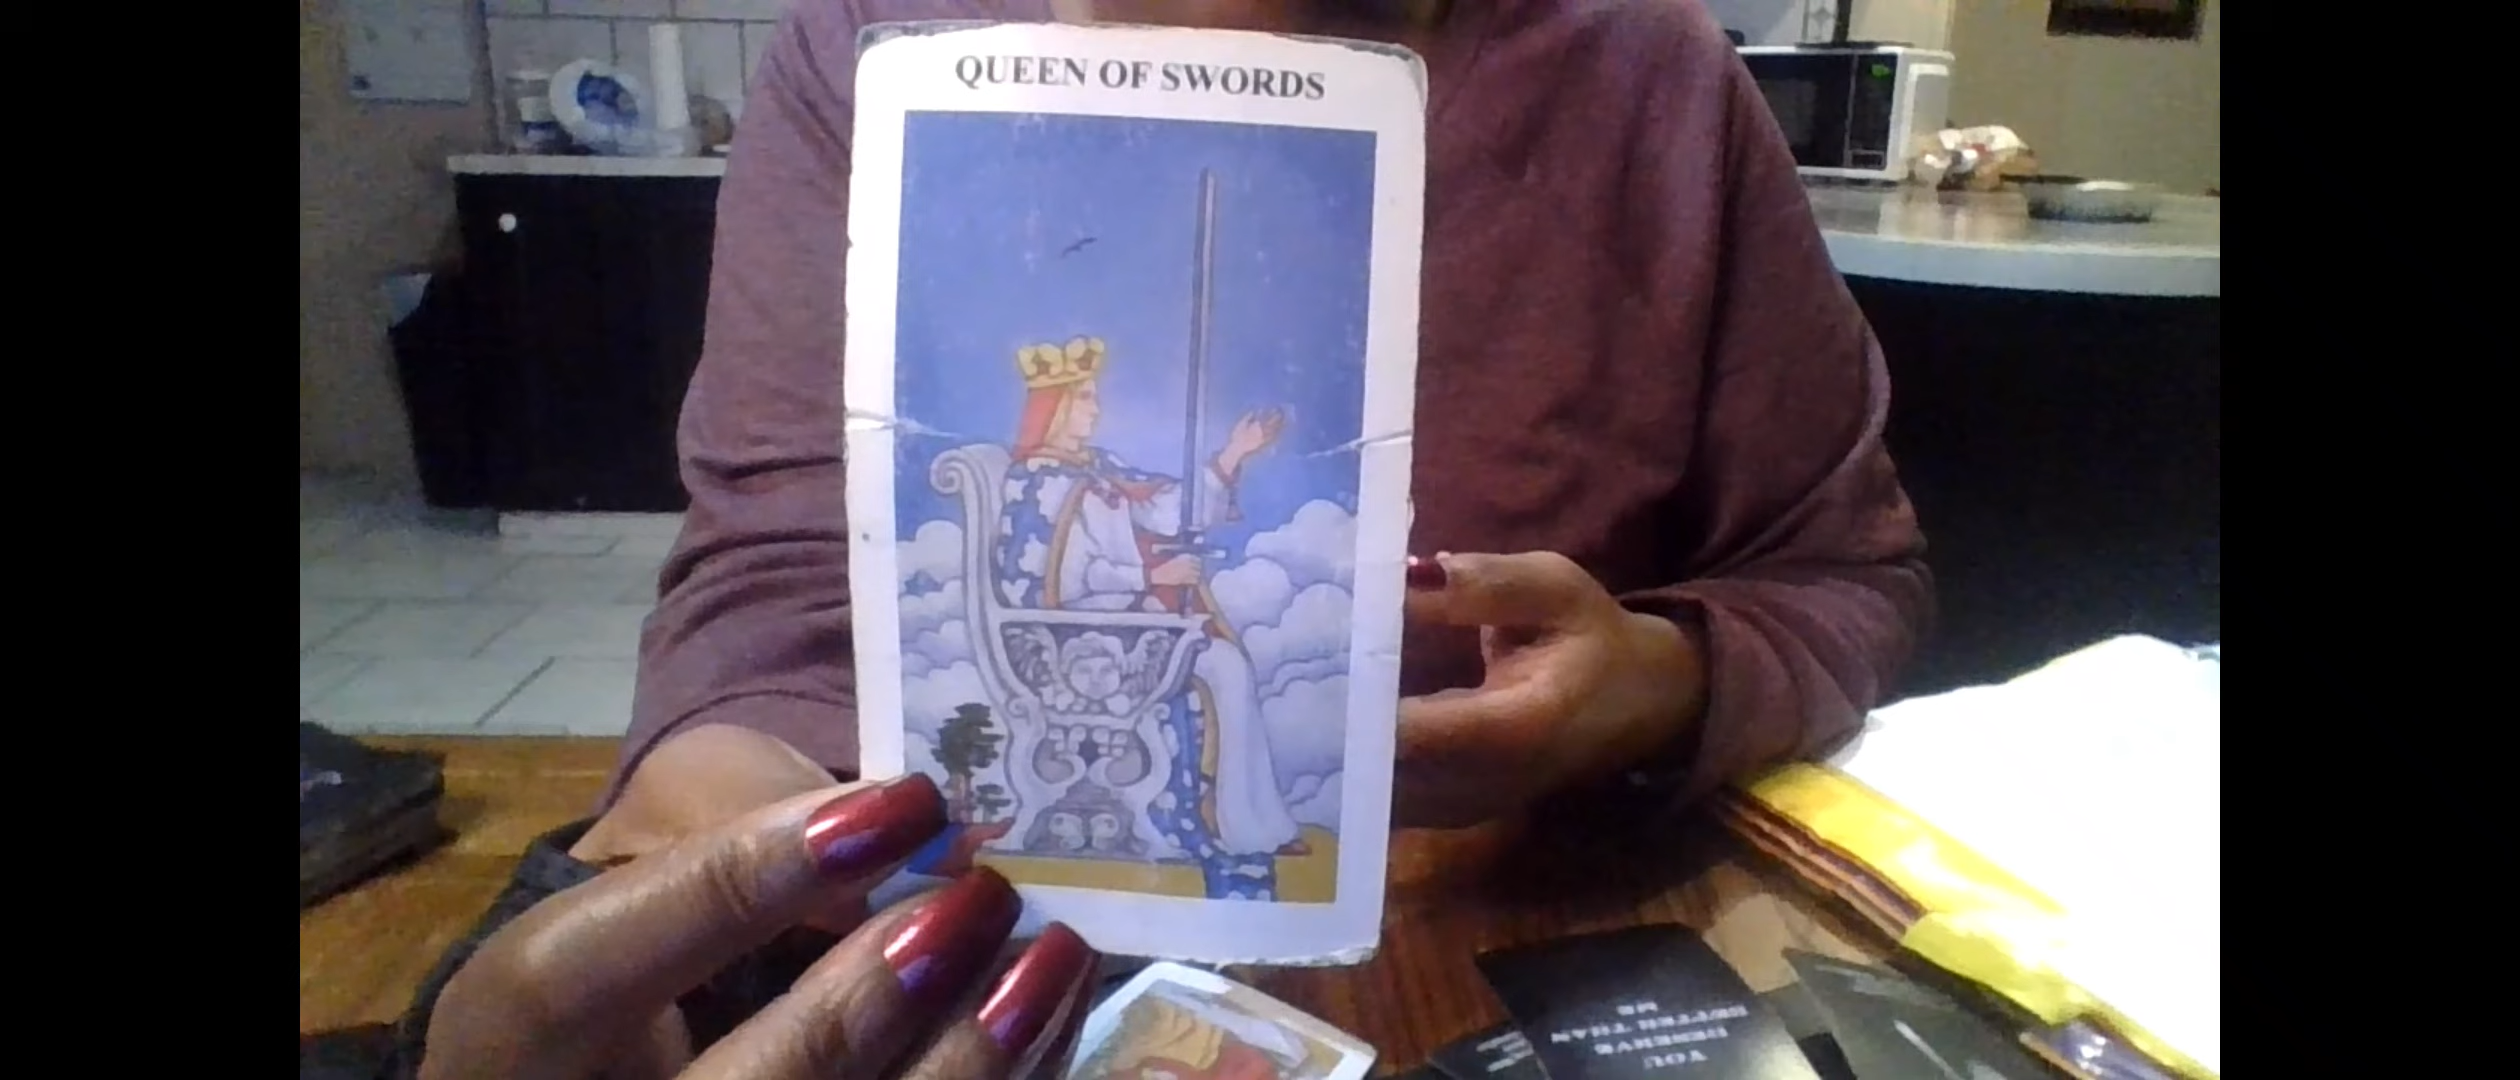 QUEEN OF SWORDS
YOU
DESERVE
BETTER THAN
ME